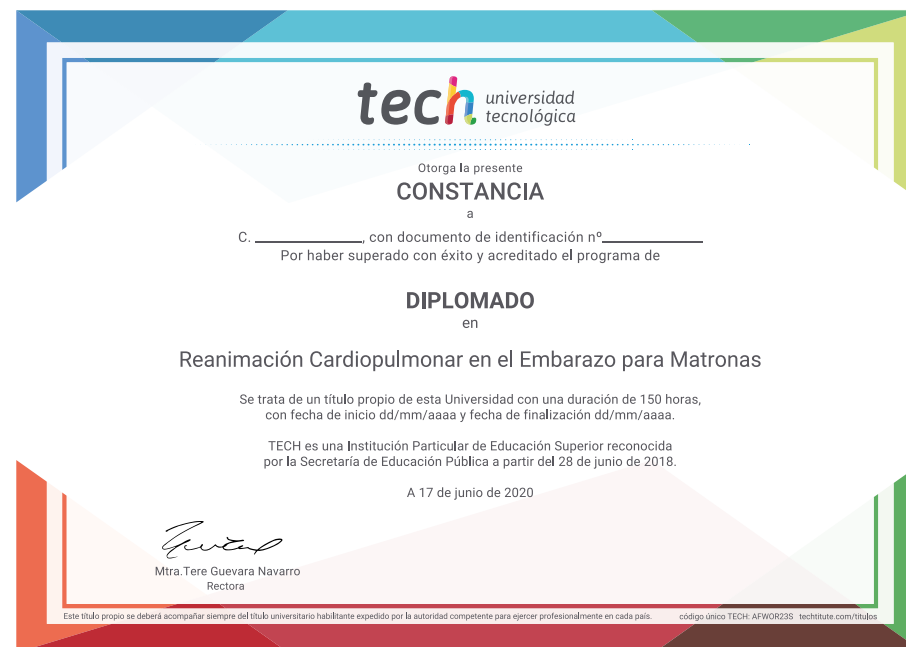 tech universidad
tecnológica
Otorga la presente
CONSTANCIA
a
C. ____________, con documento de identificación nº____________
Por haber superado con éxito y acreditado el programa de
DIPLOMADO
en
Reanimación Cardiopulmonar en el Embarazo para Matronas
Se trata de un título propio de esta Universidad con una duración de 150 horas,
con fecha de inicio dd/mm/aaaa y fecha de finalización dd/mm/aaaa.
TECH es una Institución Particular de Educación Superior reconocida
por la Secretaría de Educación Pública a partir del 28 de junio de 2018.
A 17 de junio de 2020
Mtra.Tere Guevara Navarro
Rectora
Este título propio se deberá acompañar siempre del título universitario habilitante expedido por la autoridad competente para ejercer profesionalmente en cada país. código único TECH: AFWOR23S techtitute.com/titulos